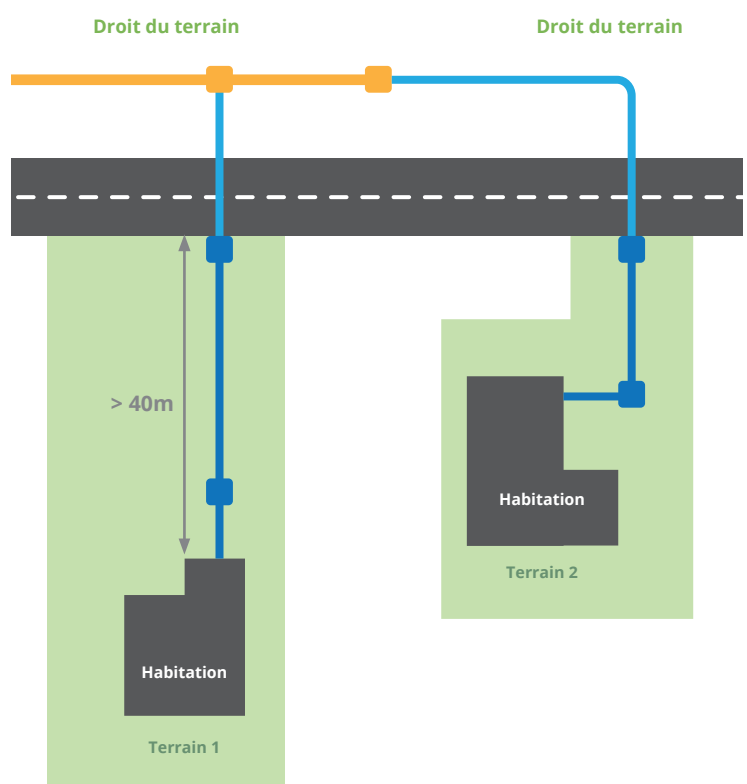 Droit du terrain
Droit du terrain
> 40m
Habitation
Terrain 2
Habitation
Terrain 1